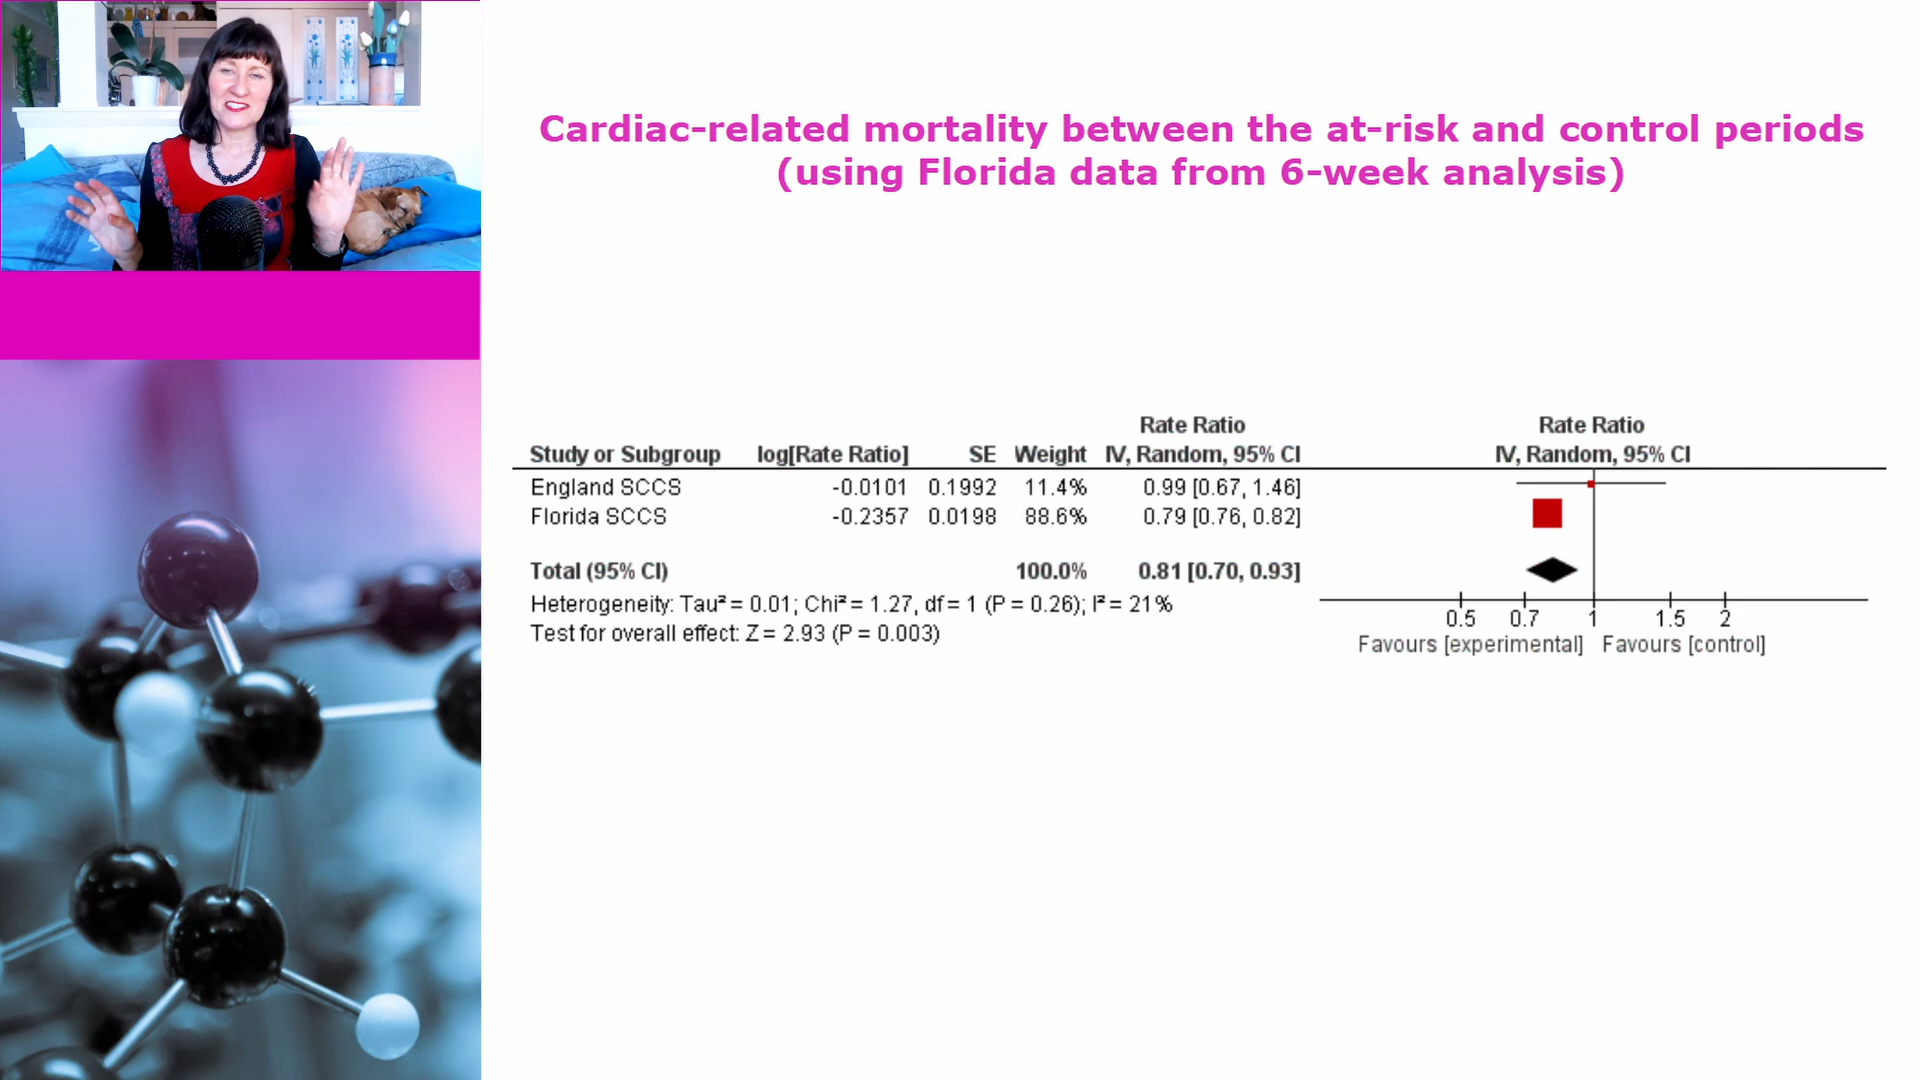 Cardiac-related mortality between the at-risk and control periods
(using Florida data from 6-week analysis)
Rate Ratio Rate Ratio
Study or Subgroup log[Rate Ratio] SE Weight IV, Random, 95% CI IV, Random, 95% CI
England SCCS -0.0101 0.1992 11.4% 0.99 [0.67, 1.46]
Florida SCCS -0.2357 0.0198 88.6% 0.79 [0.76, 0.82]
Total (95% CI) 100.0% 0.81 [0.70, 0.93]
Heterogeneity: Tau² = 0.01; Chi² = 1.27, df = 1 (P = 0.26); I² = 21%
Test for overall effect: Z = 2.93 (P = 0.003)
0.5 0.7 1 1.5 2
Favours [experimental] Favours [control]